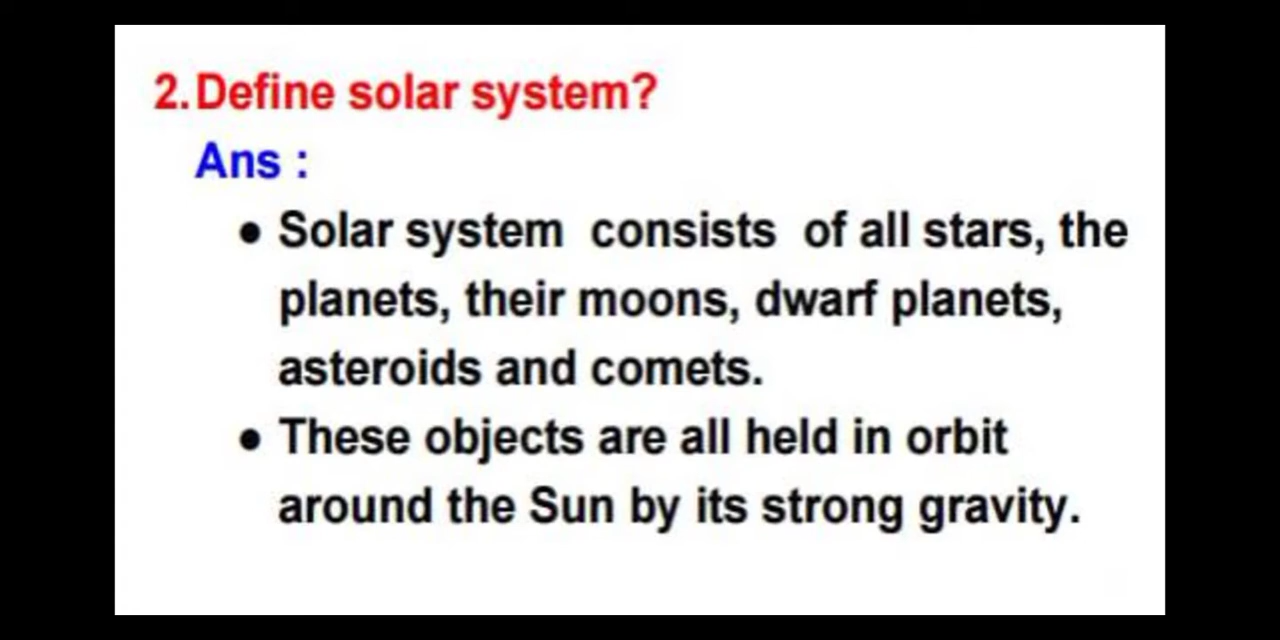 2. Define solar system?
Ans :
• Solar system consists of all stars, the
planets, their moons, dwarf planets,
asteroids and comets.
• These objects are all held in orbit
around the Sun by its strong gravity.